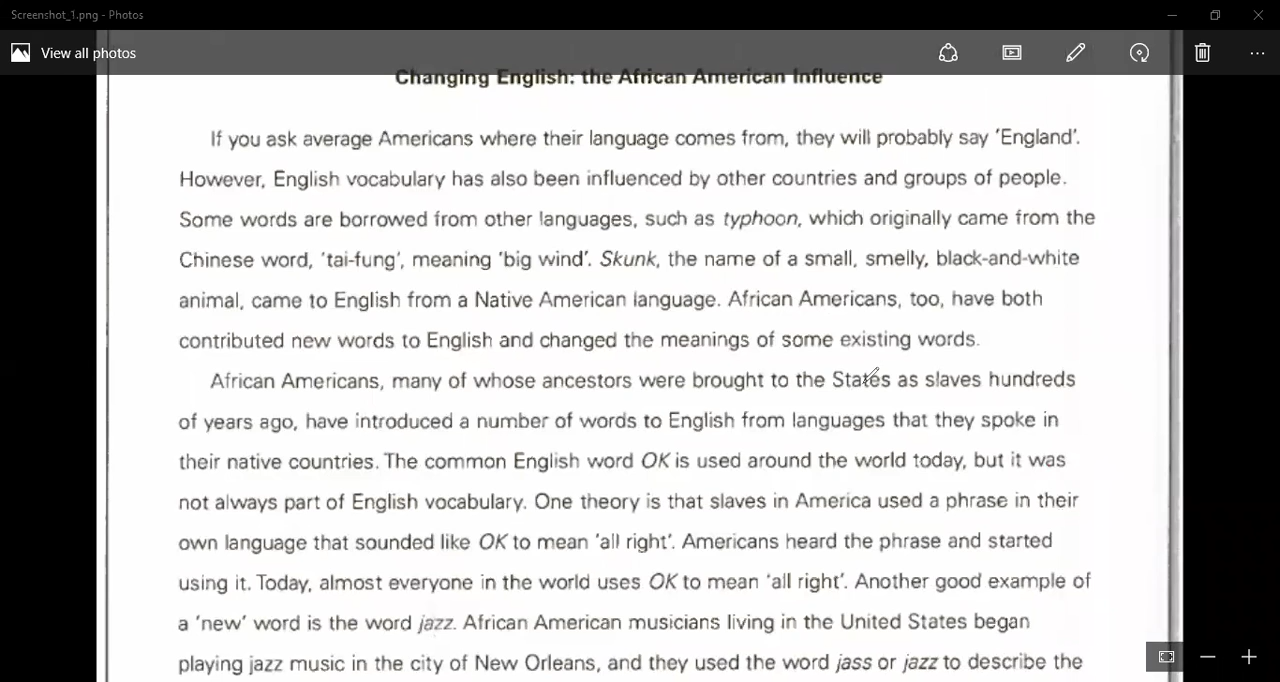 Screenshot_1.png - Photos
View all photos
Changing English: the African American Influence
If you ask average Americans where their language comes from, they will probably say 'England'.
However, English vocabulary has also been influenced by other countries and groups of people.
Some words are borrowed from other languages, such as typhoon, which originally came from the
Chinese word, 'tai-fung', meaning 'big wind'. Skunk, the name of a small, smelly, black-and-white
animal, came to English from a Native American language. African Americans, too, have both
contributed new words to English and changed the meanings of some existing words.
African Americans, many of whose ancestors were brought to the States as slaves hundreds
of years ago, have introduced a number of words to English from languages that they spoke in
their native countries. The common English word OK is used around the world today, but it was
not always part of English vocabulary. One theory is that slaves in America used a phrase in their
own language that sounded like OK to mean 'all right'. Americans heard the phrase and started
using it. Today, almost everyone in the world uses OK to mean 'all right'. Another good example of
a 'new' word is the word jazz. African American musicians living in the United States began
playing jazz music in the city of New Orleans, and they used the word jass or jazz to describe the